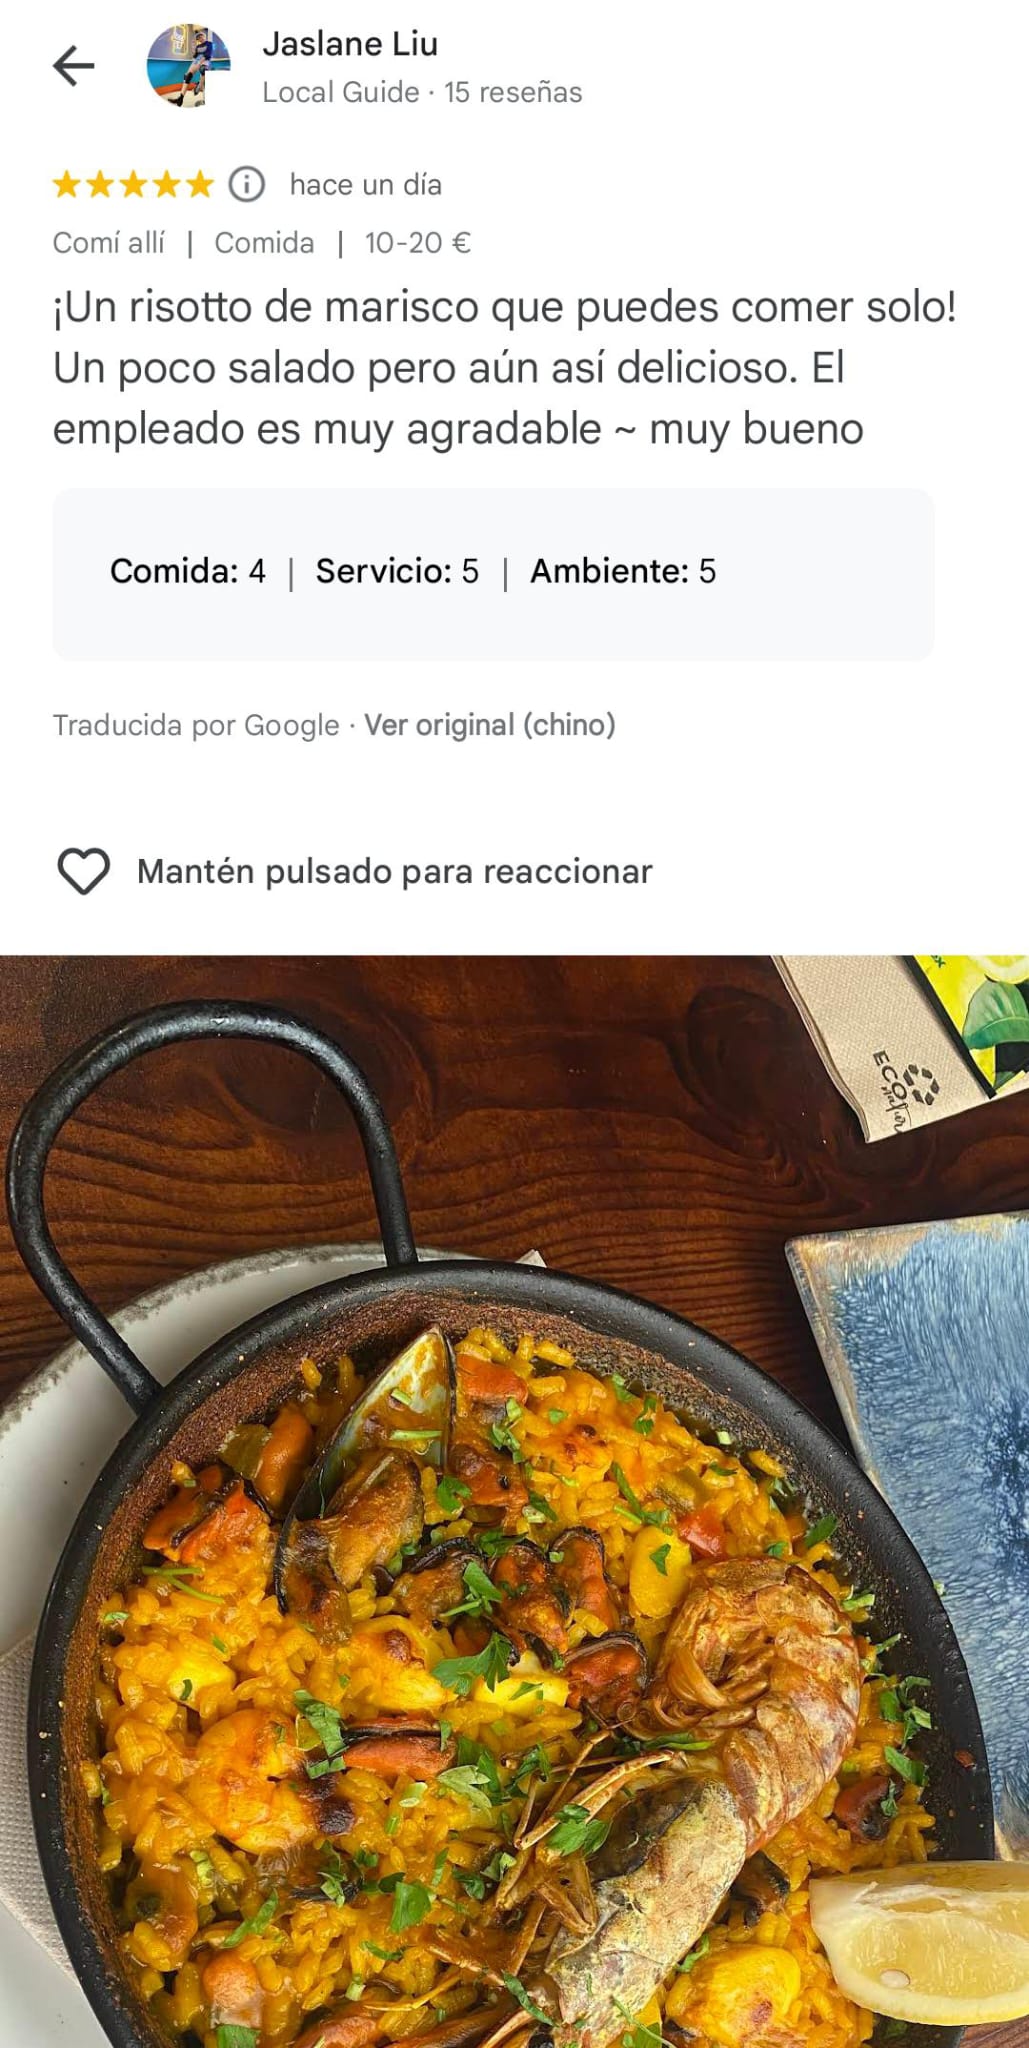 Jaslane Liu
Local Guide · 15 reseñas
★★★★★ hace un día
Comí allí | Comida | 10-20 €
¡Un risotto de marisco que puedes comer solo!
Un poco salado pero aún así delicioso. El
empleado es muy agradable ~ muy bueno
Comida: 4 | Servicio: 5 | Ambiente: 5
Traducida por Google · Ver original (chino)
Mantén pulsado para reaccionar
ECO
natur